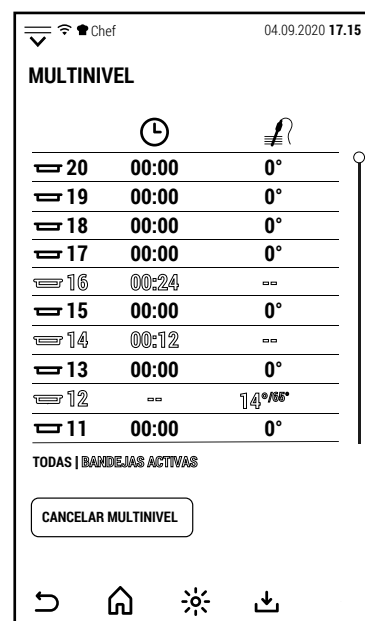 Chef 04.09.2020 17.15
MULTINIVEL
20 00:00 0°
19 00:00 0°
18 00:00 0°
17 00:00 0°
16 00:24 --
15 00:00 0°
14 00:12 --
13 00:00 0°
12 -- 14°/65°
11 00:00 0°
TODAS | BANDEJAS ACTIVAS
CANCELAR MULTINIVEL